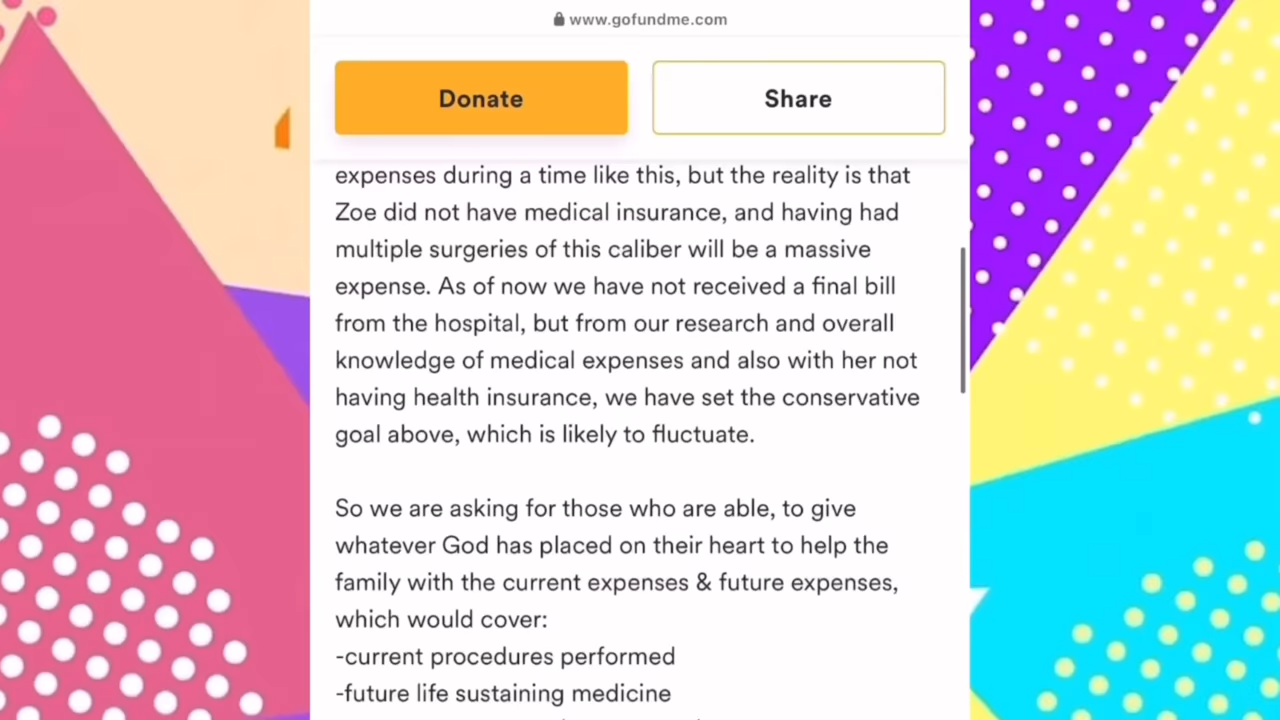 www.gofundme.com
Donate
Share
expenses during a time like this, but the reality is that
Zoe did not have medical insurance, and having had
multiple surgeries of this caliber will be a massive
expense. As of now we have not received a final bill
from the hospital, but from our research and overall
knowledge of medical expenses and also with her not
having health insurance, we have set the conservative
goal above, which is likely to fluctuate.
So we are asking for those who are able, to give
whatever God has placed on their heart to help the
family with the current expenses & future expenses,
which would cover:
-current procedures performed
-future life sustaining medicine